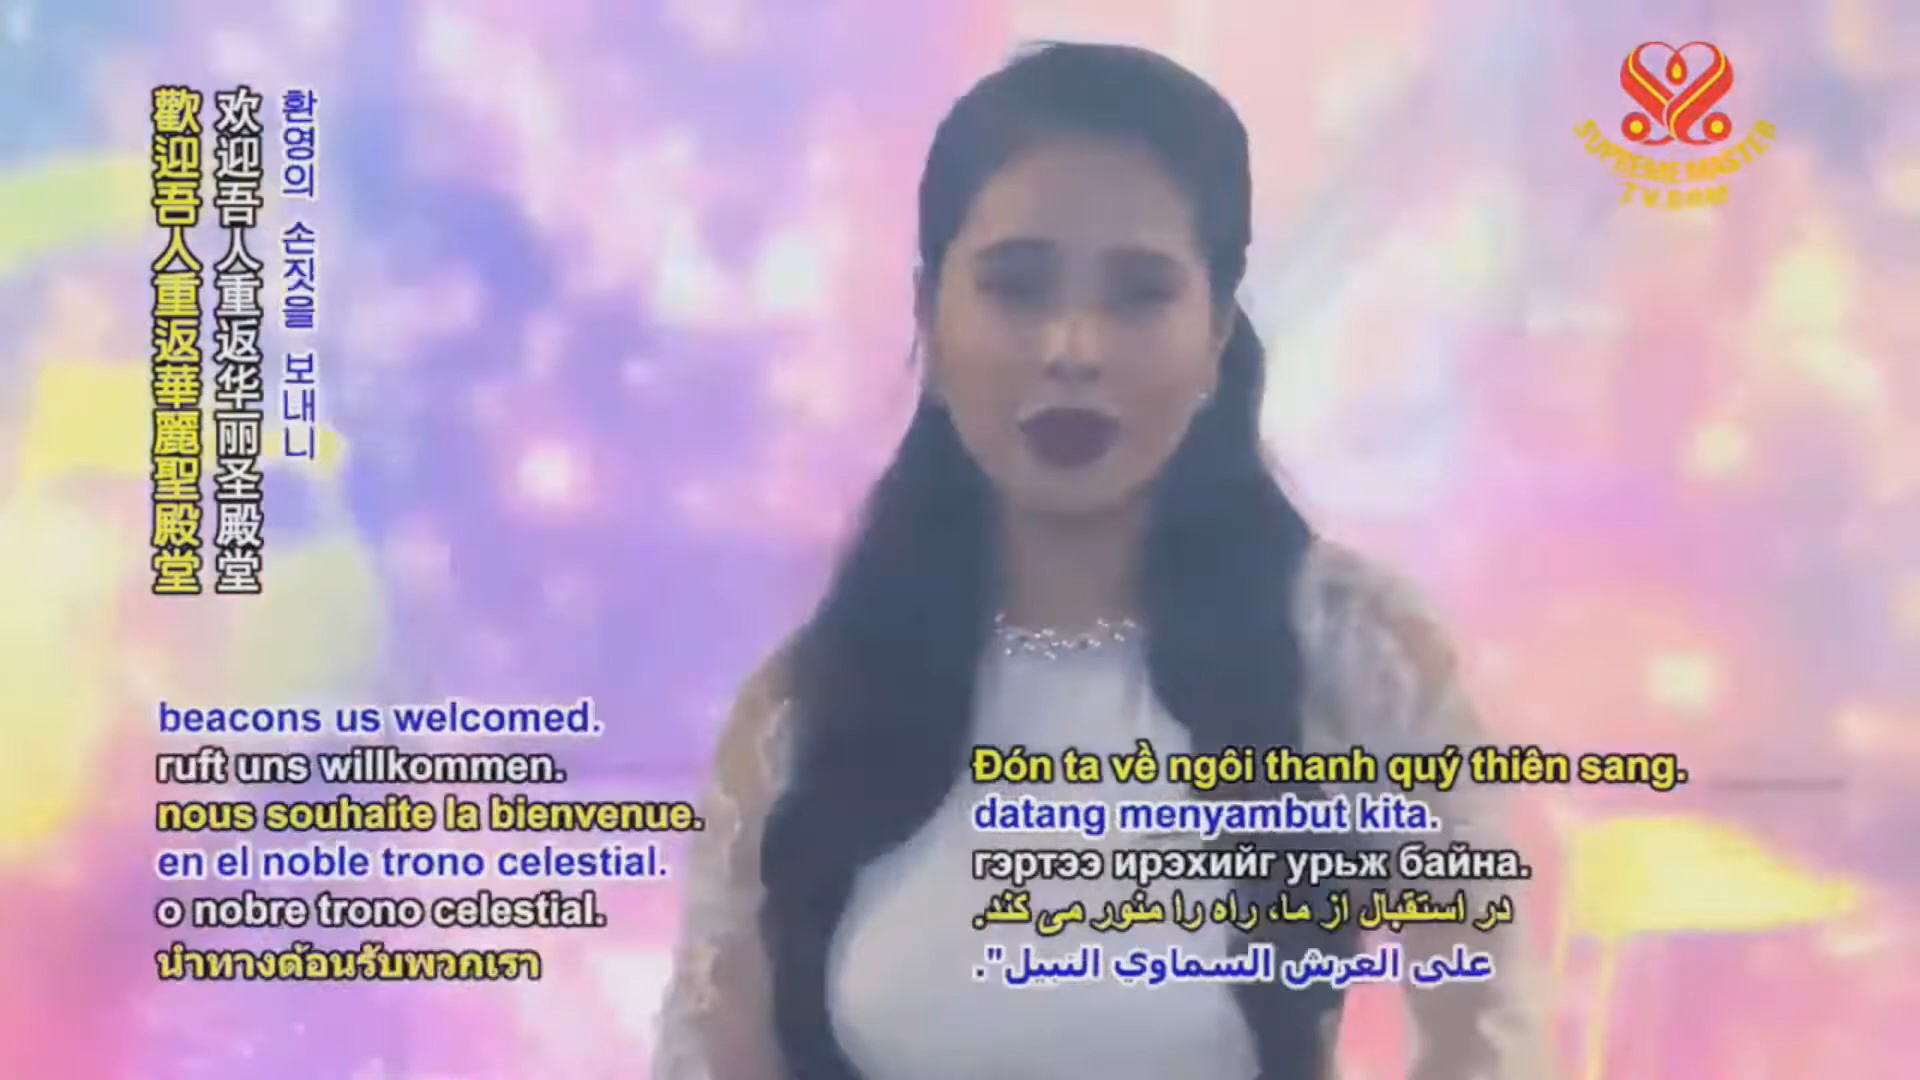 歡迎吾人重返華麗聖殿堂
欢迎吾人重返华丽圣殿堂
환영의 손짓을 보내니
SUPREME MASTER
TV.COM
beacons us welcomed.
ruft uns willkommen.
nous souhaite la bienvenue.
en el noble trono celestial.
o nobre trono celestial.
นำทางต้อนรับพวกเรา
Đón ta về ngôi thanh quý thiên sang.
datang menyambut kita.
гэртээ ирэхийг урьж байна.
در استقبال از ما، راه را منور می کند.
على العرش السماوي النبيل".